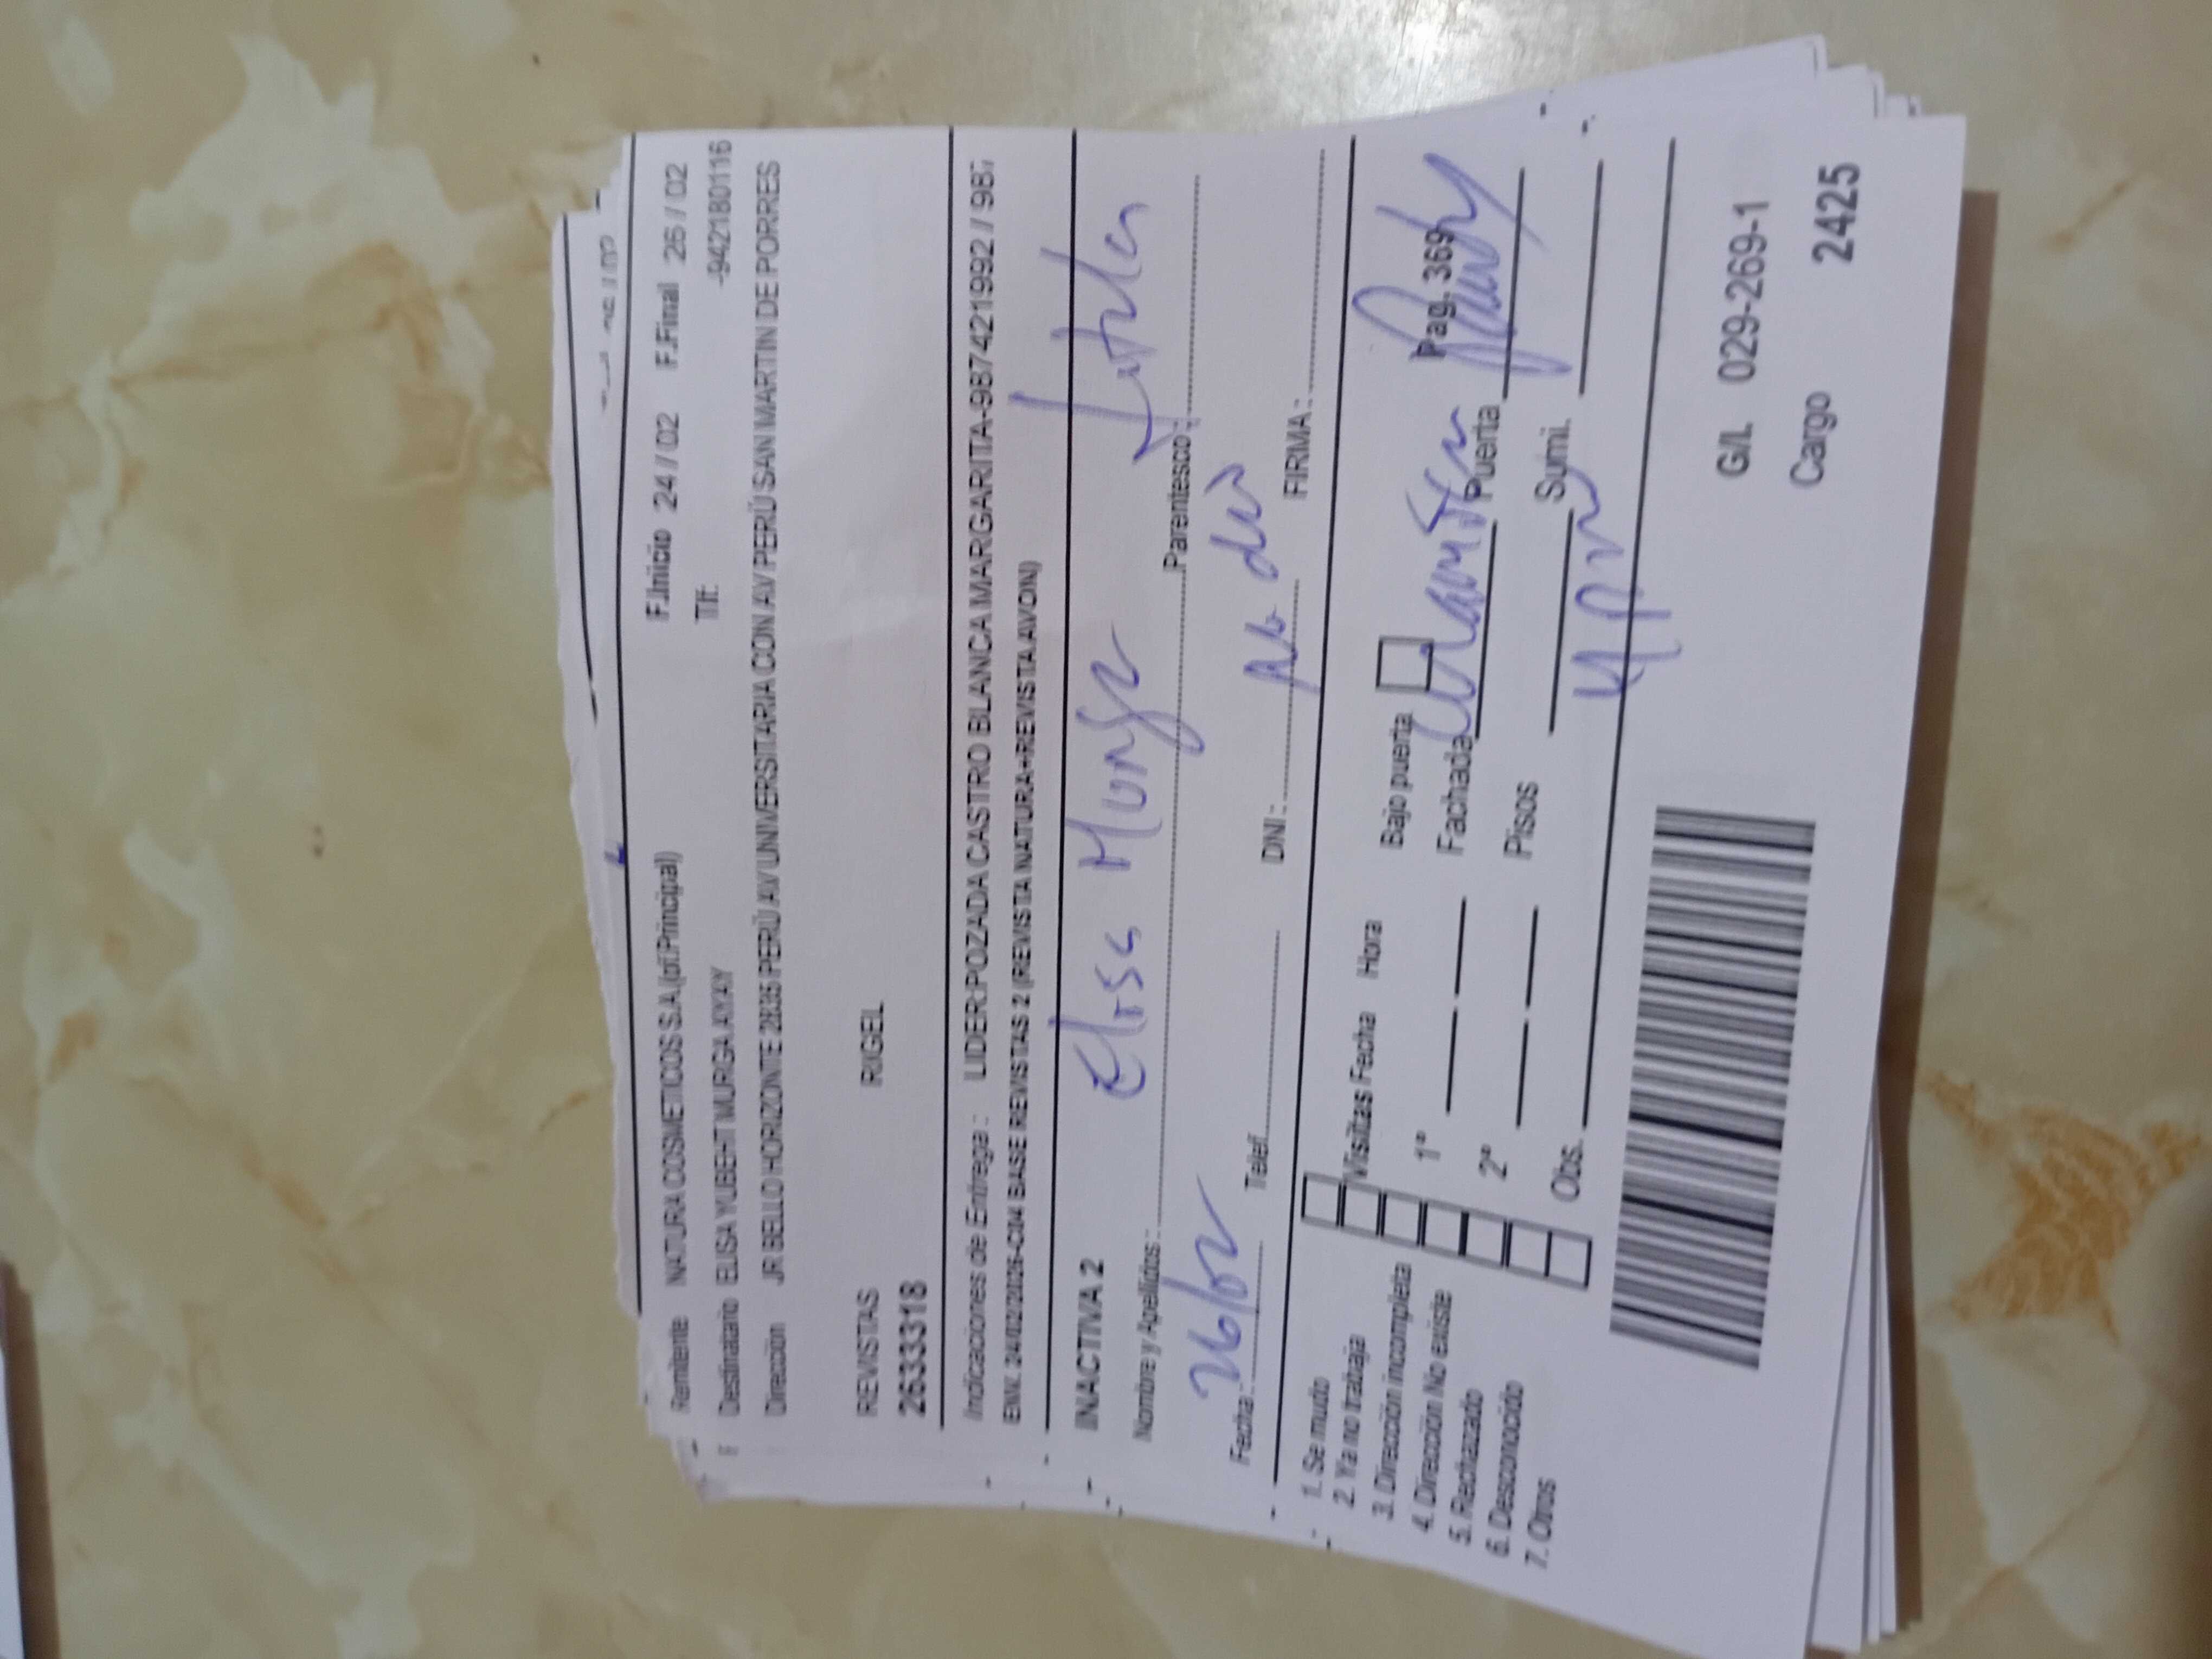 Remitente NATURA COSMETICOS S.A.(of.Principal) F.Inicio 24 / 02 F.Final 26 / 02
Destinatario ELISA YUBEHT MURGA AYAY Tlf: -942180116
Dirección JR BELLO HORIZONTE 2835 PERÚ AV UNIVERSITARIA CON AV PERÚ SAN MARTIN DE PORRES
REVISTAS RIGEL
26333318
Indicaciones de Entrega : LIDER:POZADA CASTRO BLANCA MARGARITA-987421992 // 987
ENV. 24/02/2026-C04 BASE REVISTAS 2 (REVISTA NATURA+REVISTA AVON)
INACTIVA 2
Nombre y Apellidos: Elisa Murga Parentesco: titular
Fecha: 26/02 Telef. DNI: No dio FIRMA:
1. Se mudo
2. Ya no trabaja
3. Dirección incompleta
4. Dirección No existe
5. Rechazado
6. Desconocido
7. Otros
Visitas Fecha Hora
1°
2°
Obs.
Bajo puerta Pag. 369
Fachada Puerta
Pisos Sumi.
G/L 029-269-1
Cargo 2425